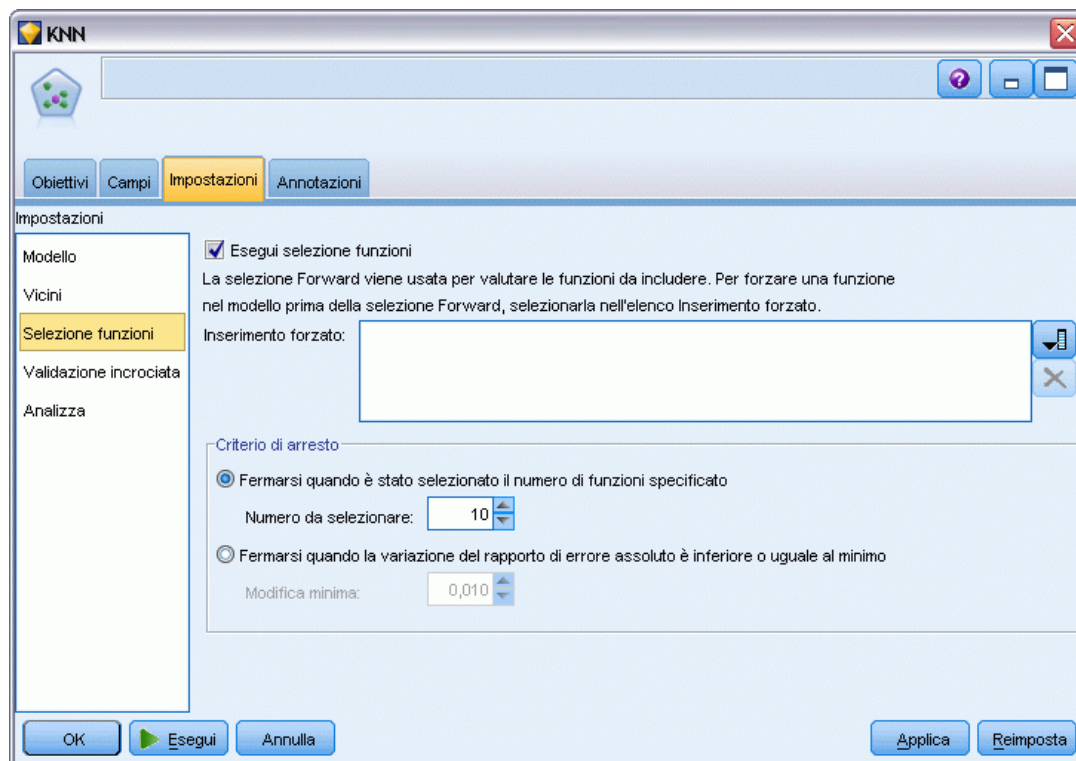 KNN
?
Obiettivi
Campi
Impostazioni
Annotazioni
Impostazioni
Modello
Vicini
Selezione funzioni
Validazione incrociata
Analizza
Esegui selezione funzioni
La selezione Forward viene usata per valutare le funzioni da includere. Per forzare una funzione
nel modello prima della selezione Forward, selezionarla nell'elenco Inserimento forzato.
Inserimento forzato:
Criterio di arresto
Fermarsi quando è stato selezionato il numero di funzioni specificato
Numero da selezionare: 10
Fermarsi quando la variazione del rapporto di errore assoluto è inferiore o uguale al minimo
Modifica minima: 0,010
OK
Esegui
Annulla
Applica
Reimposta